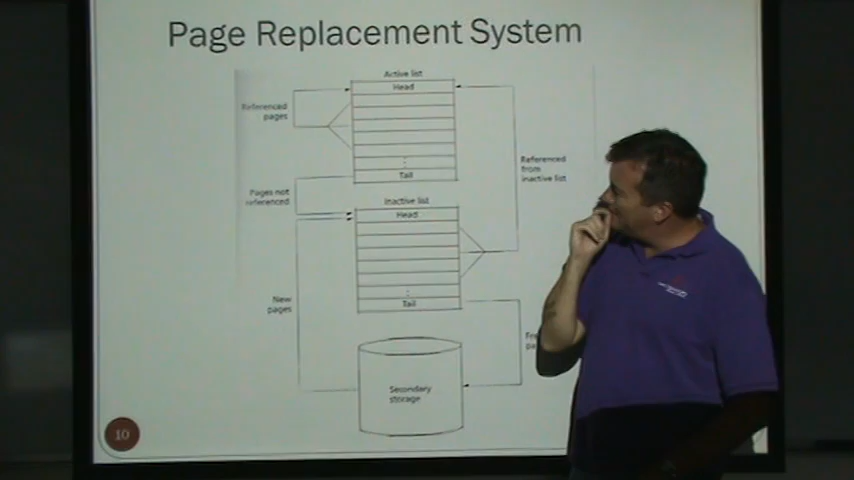 Page Replacement System
Active list
Head
Referenced
pages
Referenced
from
inactive list
Tail
Pages not
referenced
Inactive list
Head
New
pages
Tail
Secondary
storage
10